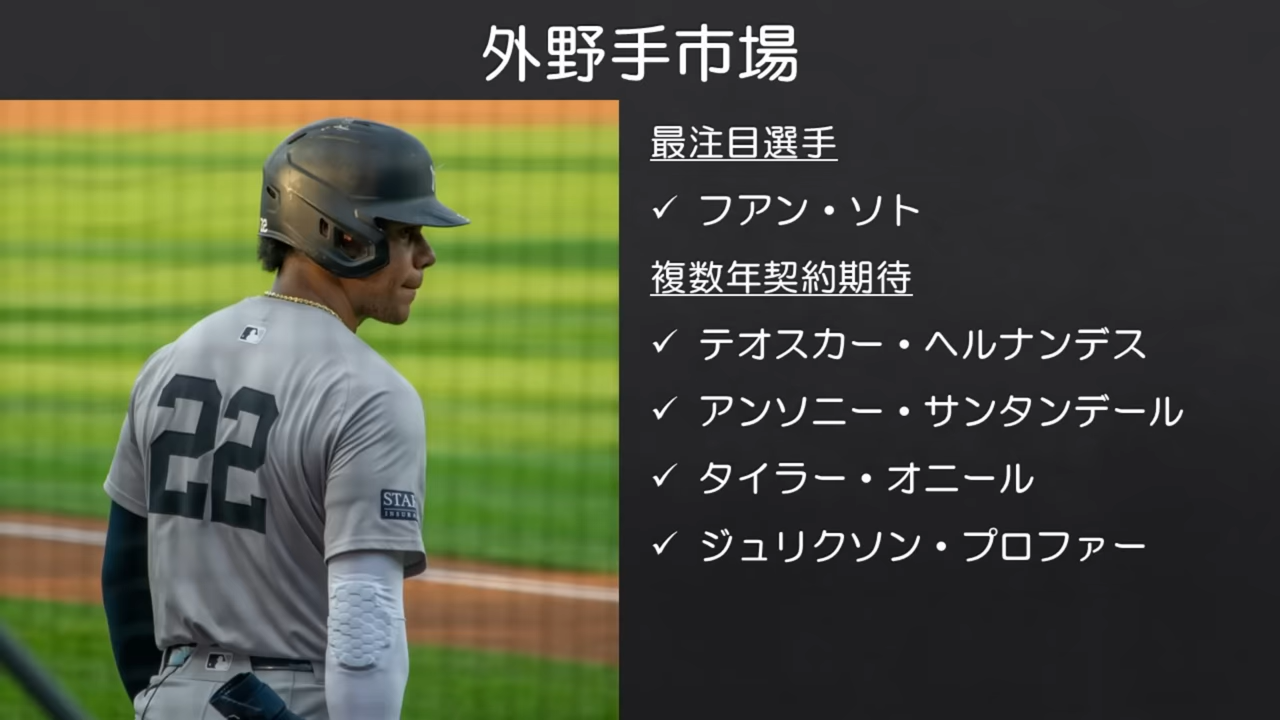 外野手市場
最注目選手
✓ フアン・ソト
複数年契約期待
✓ テオスカー・ヘルナンデス
✓ アンソニー・サンタンデール
✓ タイラー・オニール
✓ ジュリクソン・プロファー
22
22
STAR
INSURA